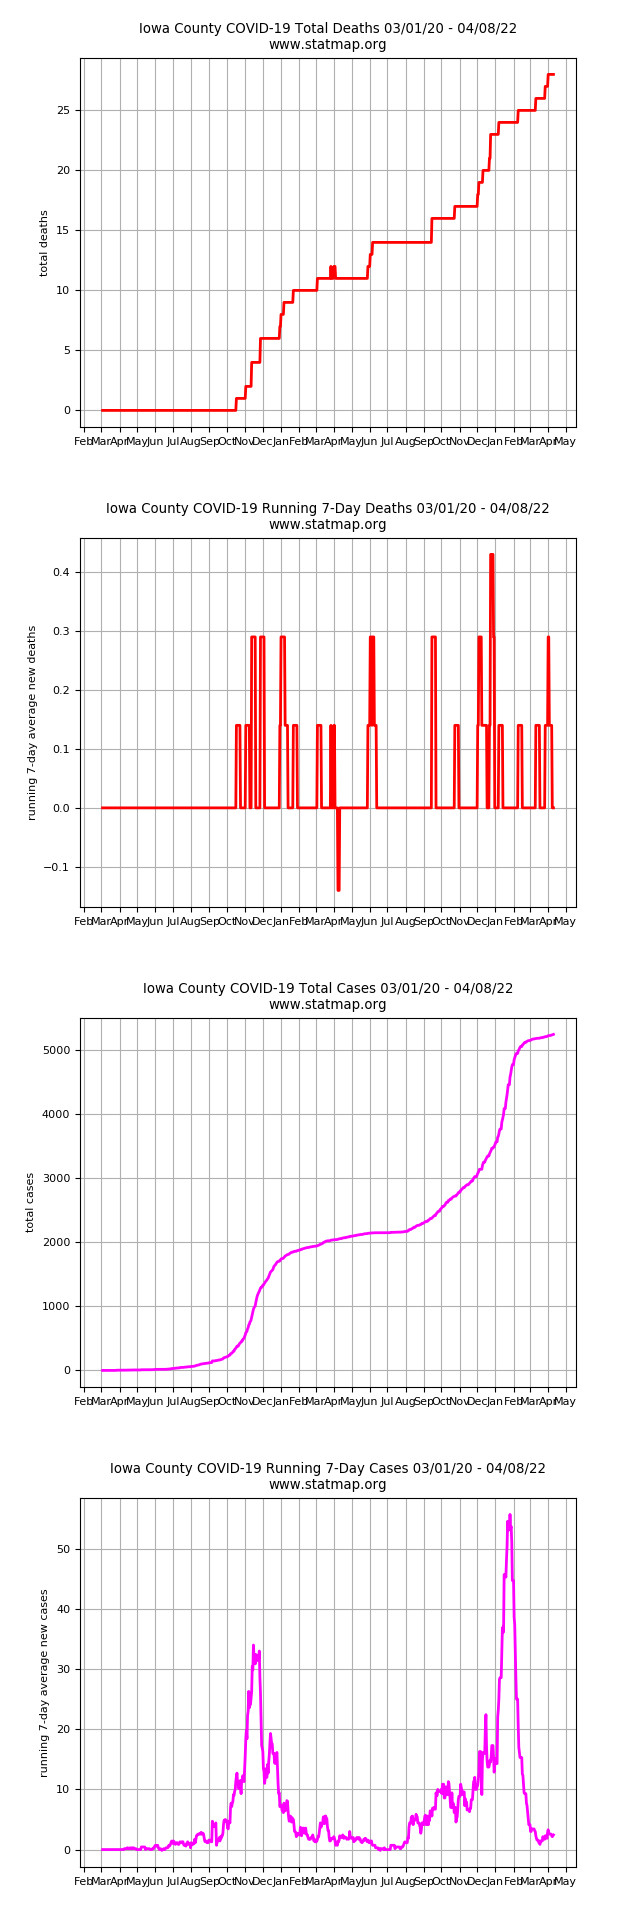 Iowa County COVID-19 Total Deaths 03/01/20 - 04/08/22
www.statmap.org
25
20
15
10
5
0
total deaths
Feb Mar Apr May Jun Jul Aug Sep Oct Nov Dec Jan Feb Mar Apr May Jun Jul Aug Sep Oct Nov Dec Jan Feb Mar Apr May
Iowa County COVID-19 Running 7-Day Deaths 03/01/20 - 04/08/22
www.statmap.org
0.4
0.3
0.2
0.1
0.0
−0.1
running 7-day average new deaths
Feb Mar Apr May Jun Jul Aug Sep Oct Nov Dec Jan Feb Mar Apr May Jun Jul Aug Sep Oct Nov Dec Jan Feb Mar Apr May
Iowa County COVID-19 Total Cases 03/01/20 - 04/08/22
www.statmap.org
5000
4000
3000
2000
1000
0
total cases
Feb Mar Apr May Jun Jul Aug Sep Oct Nov Dec Jan Feb Mar Apr May Jun Jul Aug Sep Oct Nov Dec Jan Feb Mar Apr May
Iowa County COVID-19 Running 7-Day Cases 03/01/20 - 04/08/22
www.statmap.org
50
40
30
20
10
0
running 7-day average new cases
Feb Mar Apr May Jun Jul Aug Sep Oct Nov Dec Jan Feb Mar Apr May Jun Jul Aug Sep Oct Nov Dec Jan Feb Mar Apr May